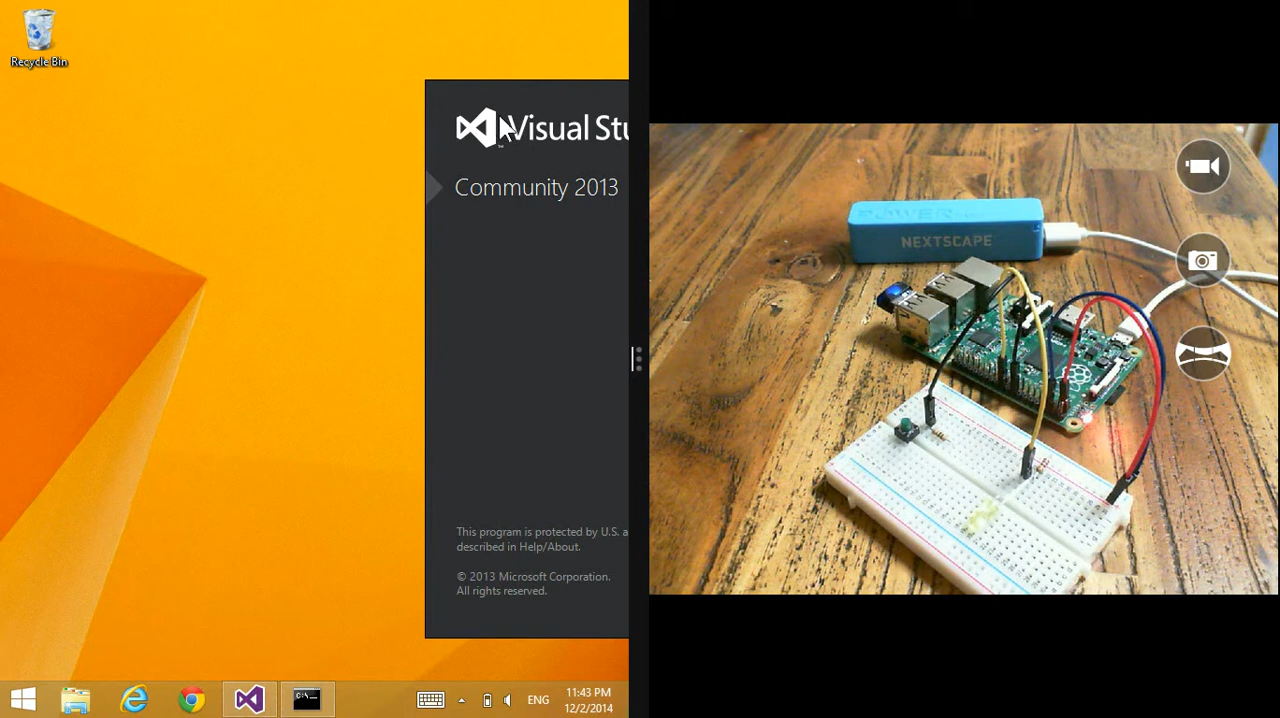 Recycle Bin
Visual Stu
Community 2013
This program is protected by U.S. a
described in Help/About.
© 2013 Microsoft Corporation.
All rights reserved.
ENG
11:43 PM
12/2/2014
POWER
NEXTSCAPE